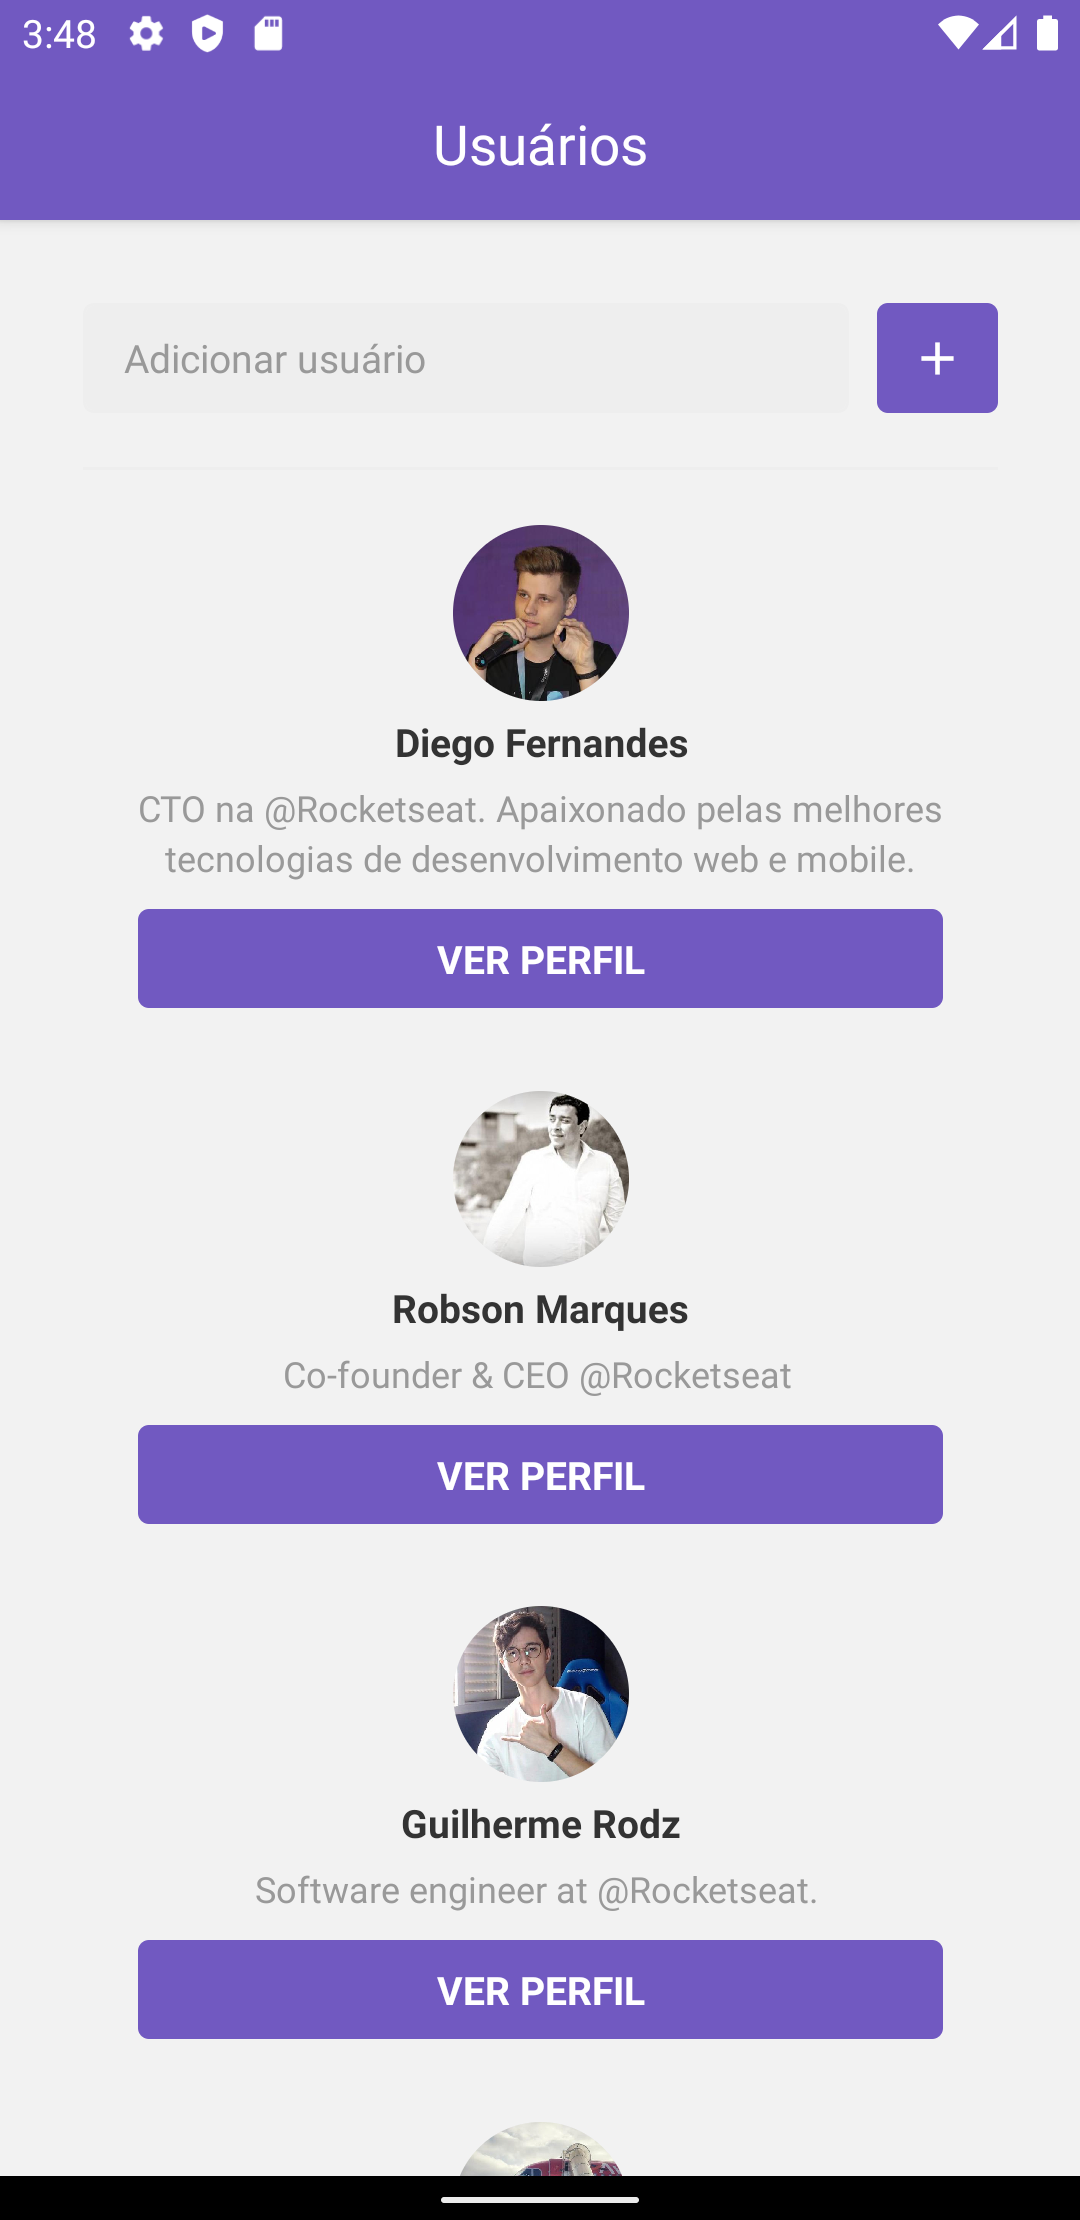 3:48
Usuários
Adicionar usuário
+
Diego Fernandes
CTO na @Rocketseat. Apaixonado pelas melhores
tecnologias de desenvolvimento web e mobile.
VER PERFIL
Robson Marques
Co-founder & CEO @Rocketseat
VER PERFIL
Guilherme Rodz
Software engineer at @Rocketseat.
VER PERFIL